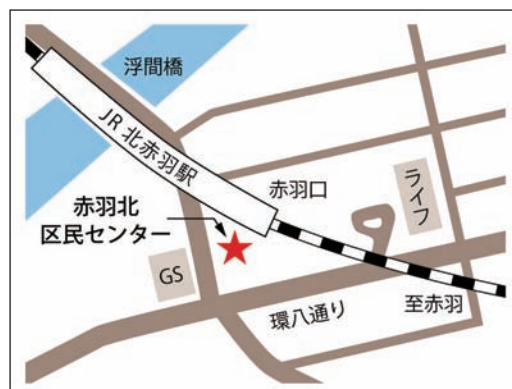 浮間橋
JR 北赤羽駅
赤羽口
ライフ
赤羽北
区民センター
GS
環八通り
至赤羽